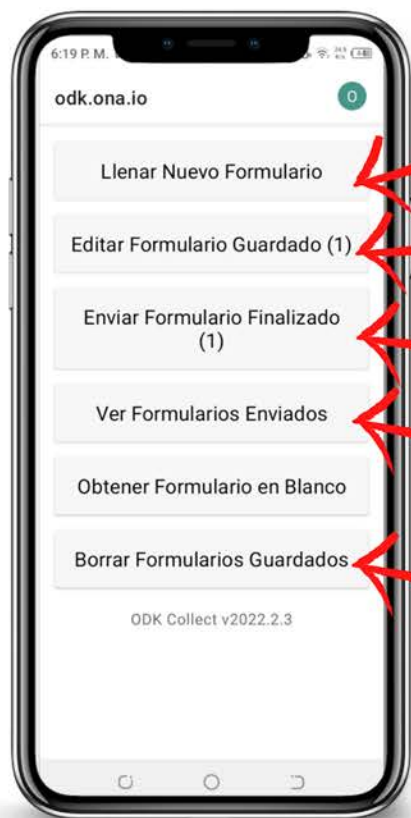 6:19 P. M.
odk.ona.io
O
Llenar Nuevo Formulario
Editar Formulario Guardado (1)
Enviar Formulario Finalizado
(1)
Ver Formularios Enviados
Obtener Formulario en Blanco
Borrar Formularios Guardados
ODK Collect v2022.2.3